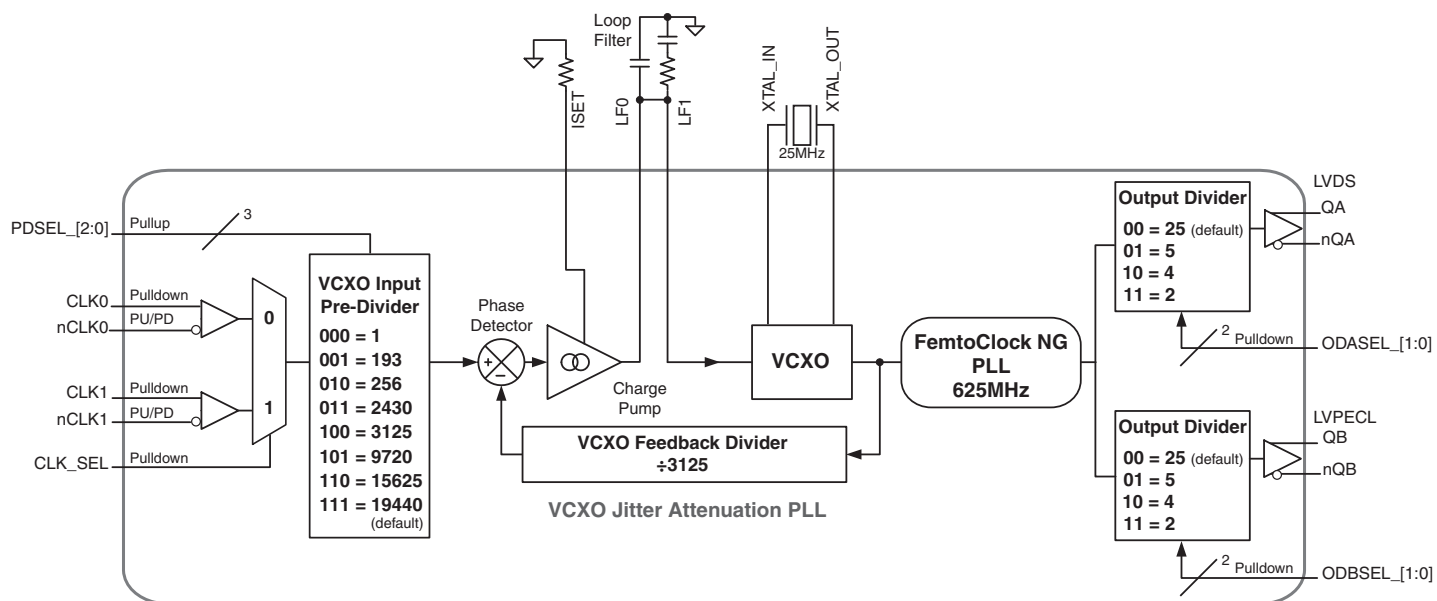 Loop
Filter
ISET
LF0
LF1
XTAL_IN
XTAL_OUT
25MHz
PDSEL_[2:0]
Pullup
3
CLK0
Pulldown
nCLK0
PU/PD
CLK1
Pulldown
nCLK1
PU/PD
CLK_SEL
Pulldown
0
1
VCXO Input
Pre-Divider
000 = 1
001 = 193
010 = 256
011 = 2430
100 = 3125
101 = 9720
110 = 15625
111 = 19440
(default)
Phase
Detector
+
–
Charge
Pump
VCXO
VCXO Feedback Divider
÷3125
VCXO Jitter Attenuation PLL
FemtoClock NG
PLL
625MHz
Output Divider
00 = 25 (default)
01 = 5
10 = 4
11 = 2
LVDS
QA
nQA
2
Pulldown
ODASEL_[1:0]
Output Divider
00 = 25 (default)
01 = 5
10 = 4
11 = 2
LVPECL
QB
nQB
2
Pulldown
ODBSEL_[1:0]